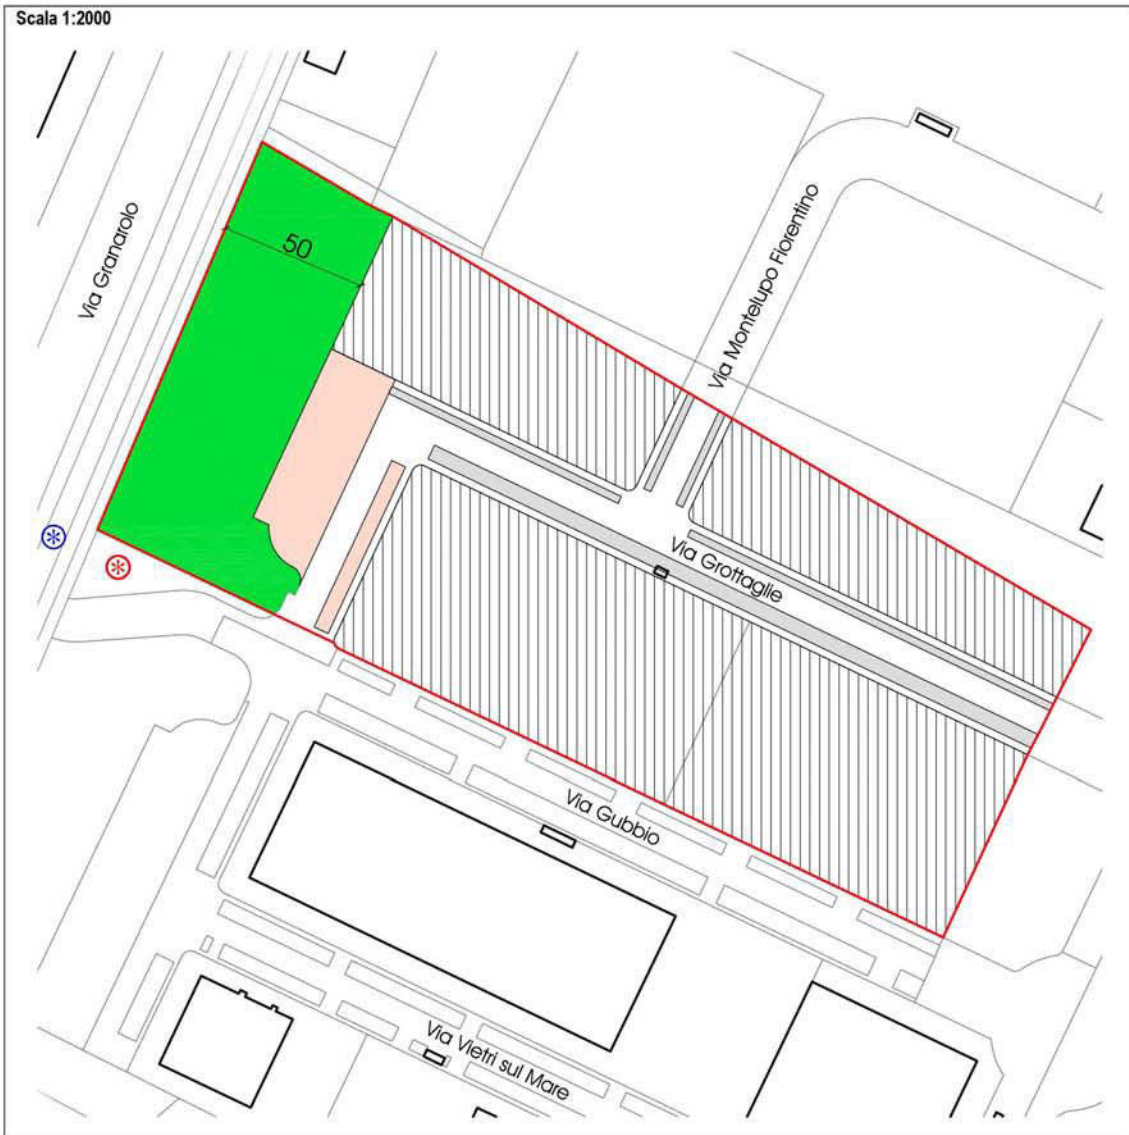 Scala 1:2000
Via Granarolo
50
Via Montelupo Fiorentino
Via Grottaglie
Via Gubbio
Via Vietri sul Mare